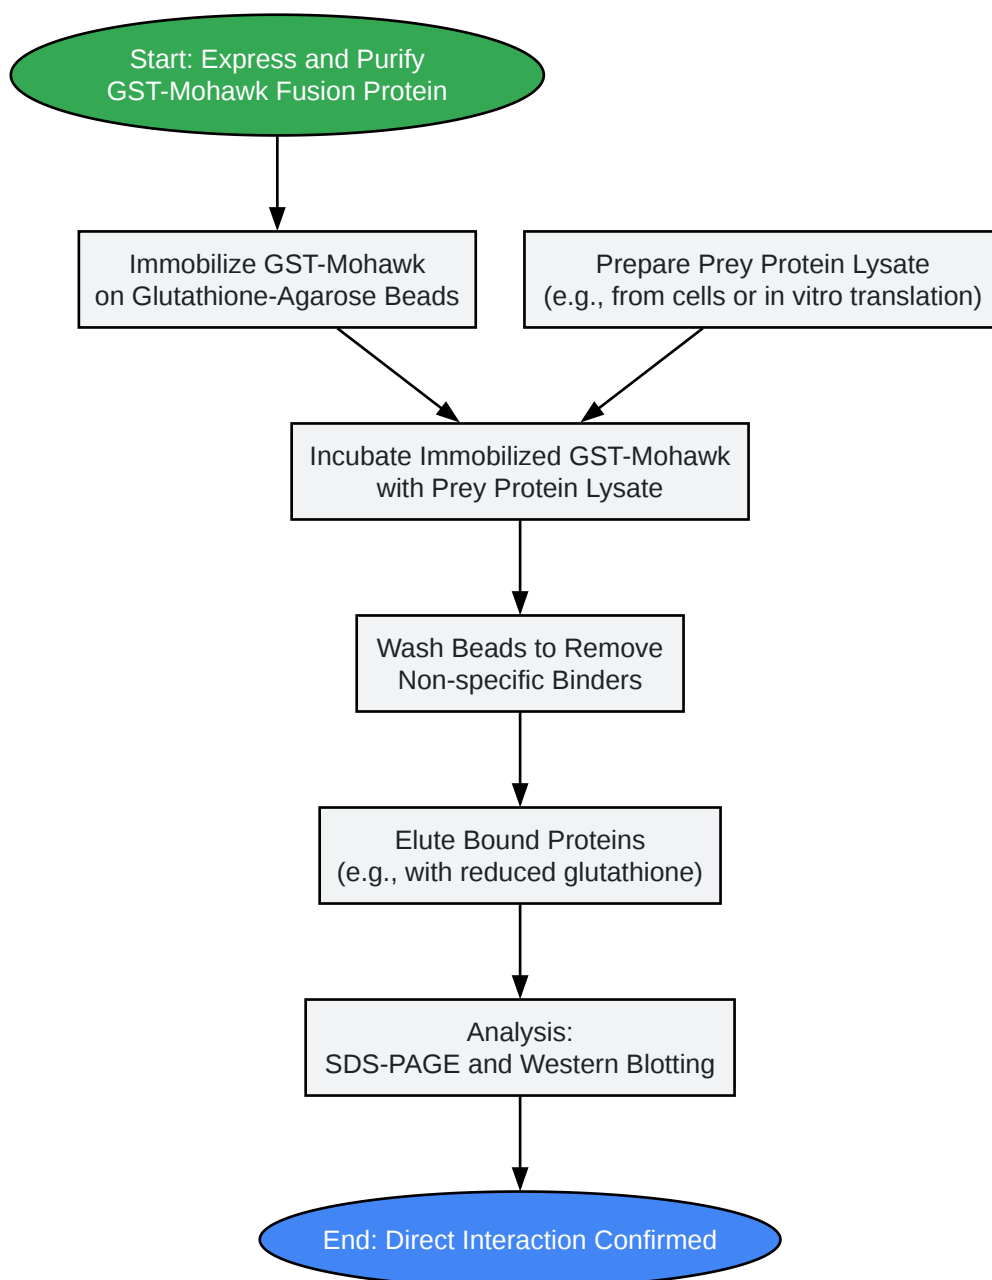 Start: Express and Purify
GST-Mohawk Fusion Protein
Immobilize GST-Mohawk
on Glutathione-Agarose Beads
Prepare Prey Protein Lysate
(e.g., from cells or in vitro translation)
Incubate Immobilized GST-Mohawk
with Prey Protein Lysate
Wash Beads to Remove
Non-specific Binders
Elute Bound Proteins
(e.g., with reduced glutathione)
Analysis:
SDS-PAGE and Western Blotting
End: Direct Interaction Confirmed